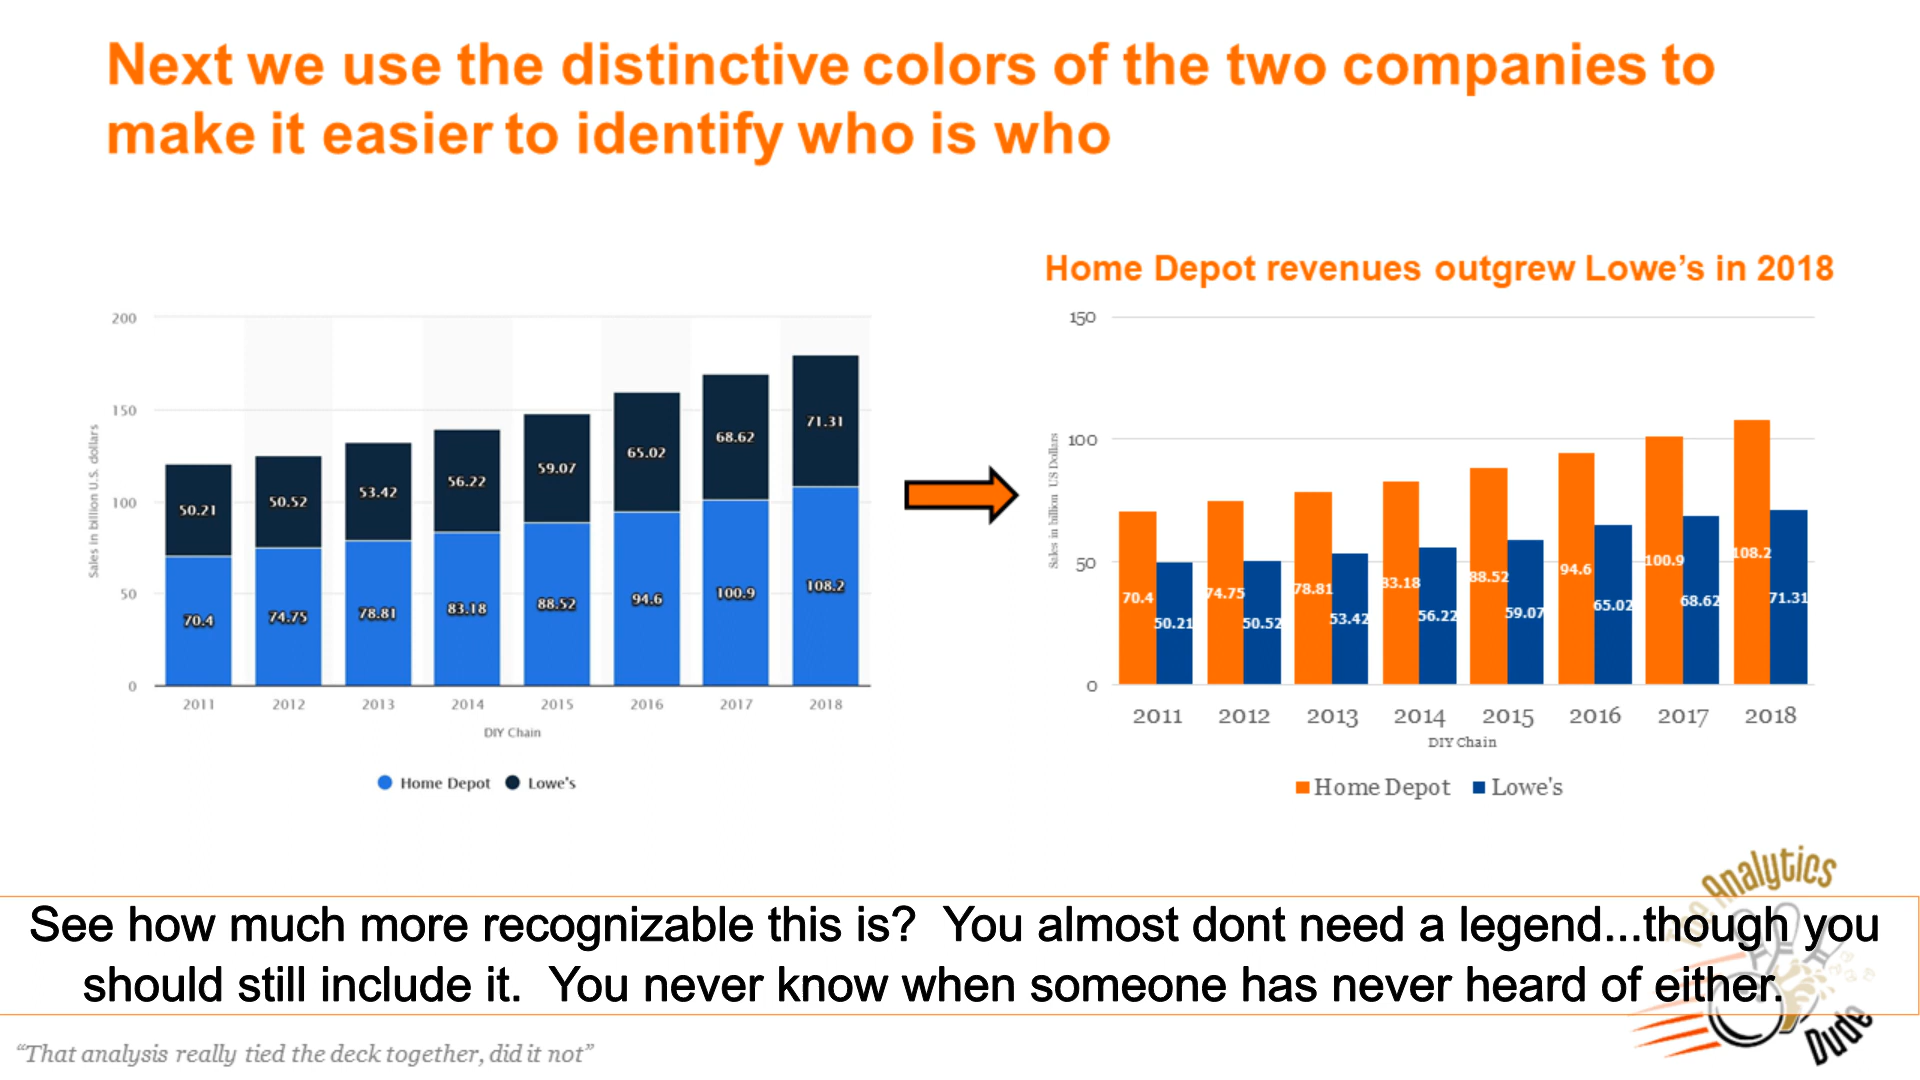 Next we use the distinctive colors of the two companies to
make it easier to identify who is who
200
150
100
50
0
Sales in billion U.S. dollars
50.21
50.52
53.42
56.22
59.07
65.02
68.62
71.31
70.4
74.75
78.81
83.18
88.52
94.6
100.9
108.2
2011 2012 2013 2014 2015 2016 2017 2018
DIY Chain
Home Depot Lowe's
Home Depot revenues outgrew Lowe’s in 2018
150
100
50
0
Sales in billion US Dollars
70.4
50.21
74.75
50.52
78.81
53.42
83.18
56.22
88.52
59.07
94.6
65.02
100.9
68.62
108.2
71.31
2011 2012 2013 2014 2015 2016 2017 2018
DIY Chain
Home Depot Lowe's
See how much more recognizable this is? You almost dont need a legend...though you
should still include it. You never know when someone has never heard of either.
“That analysis really tied the deck together, did it not”
The Analytics
Dude